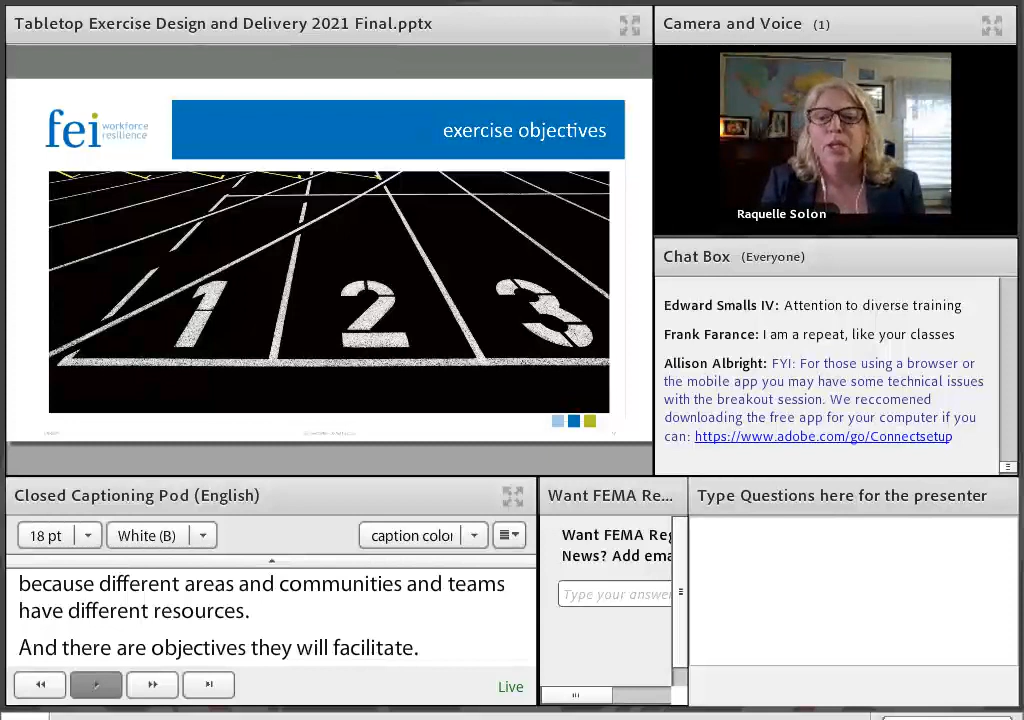 Tabletop Exercise Design and Delivery 2021 Final.pptx
fei workforce
resilience
exercise objectives
1 2 3
Camera and Voice (1)
Raquelle Solon
Chat Box (Everyone)
Edward Smalls IV: Attention to diverse training
Frank Farance: I am a repeat, like your classes
Allison Albright: FYI: For those using a browser or
the mobile app you may have some technical issues
with the breakout session. We reccomened
downloading the free app for your computer if you
can: https://www.adobe.com/go/Connectsetup
Closed Captioning Pod (English)
18 pt
White (B)
caption color
because different areas and communities and teams
have different resources.
And there are objectives they will facilitate.
Live
Want FEMA Re...
Want FEMA Reg
News? Add ema
Type your answer
Type Questions here for the presenter